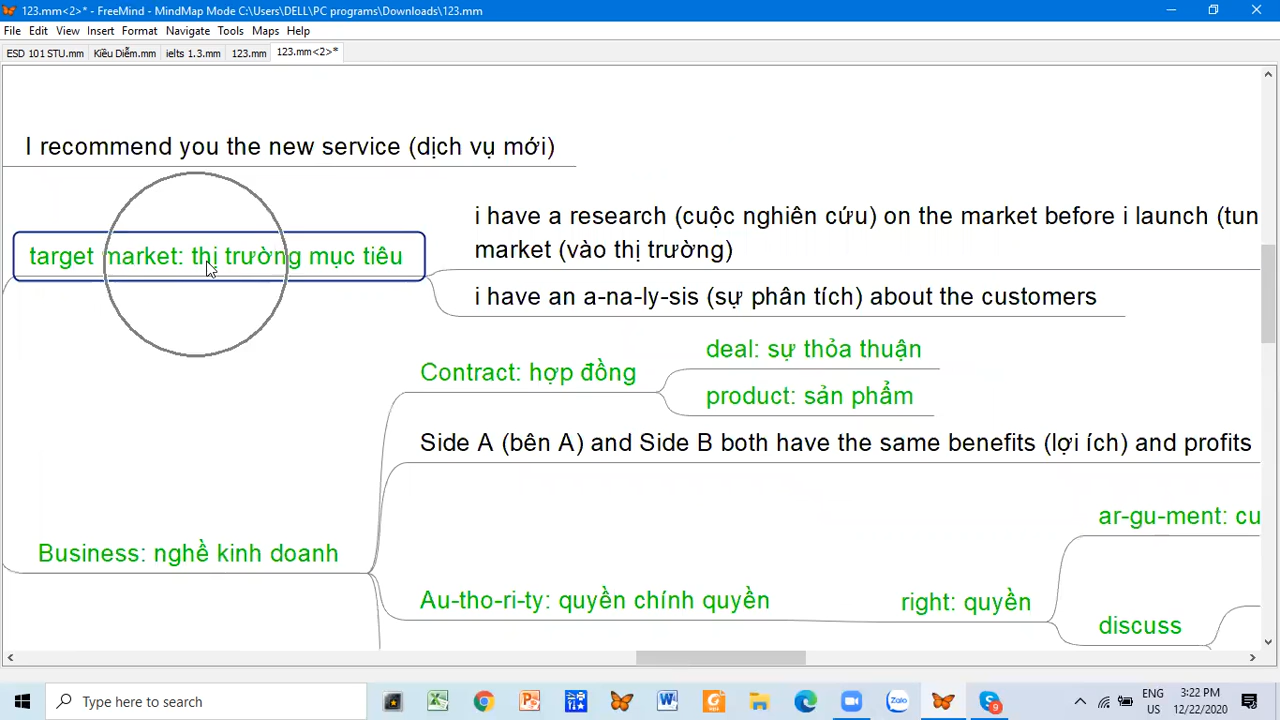 123.mm<2>* - FreeMind - MindMap Mode C:\Users\DELL\PC programs\Downloads\123.mm
File Edit View Insert Format Navigate Tools Maps Help
ESD 101 STU.mm Kiều Diễm.mm ielts 1.3.mm 123.mm 123.mm<2>*
I recommend you the new service (dịch vụ mới)
target market: thị trường mục tiêu
i have a research (cuộc nghiên cứu) on the market before i launch (tun
market (vào thị trường)
i have an a-na-ly-sis (sự phân tích) about the customers
Contract: hợp đồng
deal: sự thỏa thuận
product: sản phẩm
Side A (bên A) and Side B both have the same benefits (lợi ích) and profits
Business: nghề kinh doanh
Au-tho-ri-ty: quyền chính quyền
right: quyền
ar-gu-ment: cu
discuss
Type here to search
Zalo
9
ENG
US
3:22 PM
12/22/2020